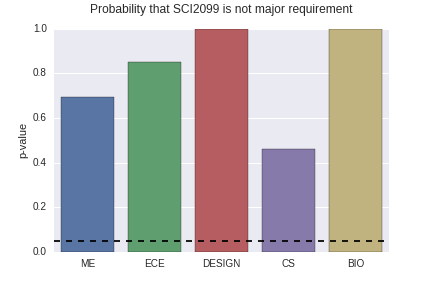 Probability that SCI2099 is not major requirement
1.0
0.8
0.6
0.4
0.2
0.0
p-value
ME ECE DESIGN CS BIO